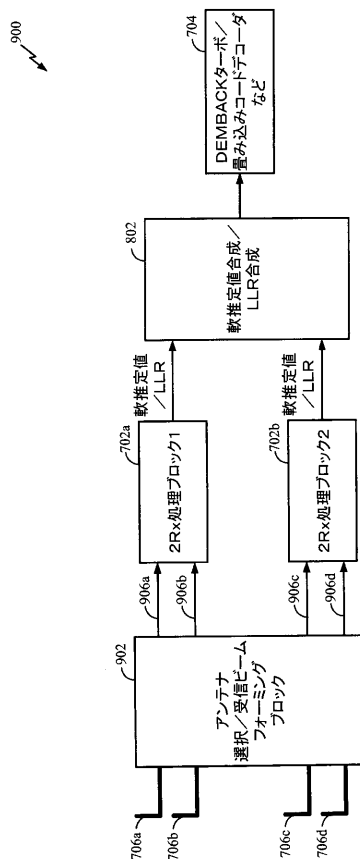 900
706a
706b
706c
706d
902
アンテナ
選択／受信ビーム
フォーミング
ブロック
906a
906b
906c
906d
702a
2Rx処理ブロック1
702b
2Rx処理ブロック2
軟推定値
／LLR
軟推定値
／LLR
802
軟推定値合成／
LLR合成
704
DEMBACKターボ／
畳み込みコードデコーダ
など